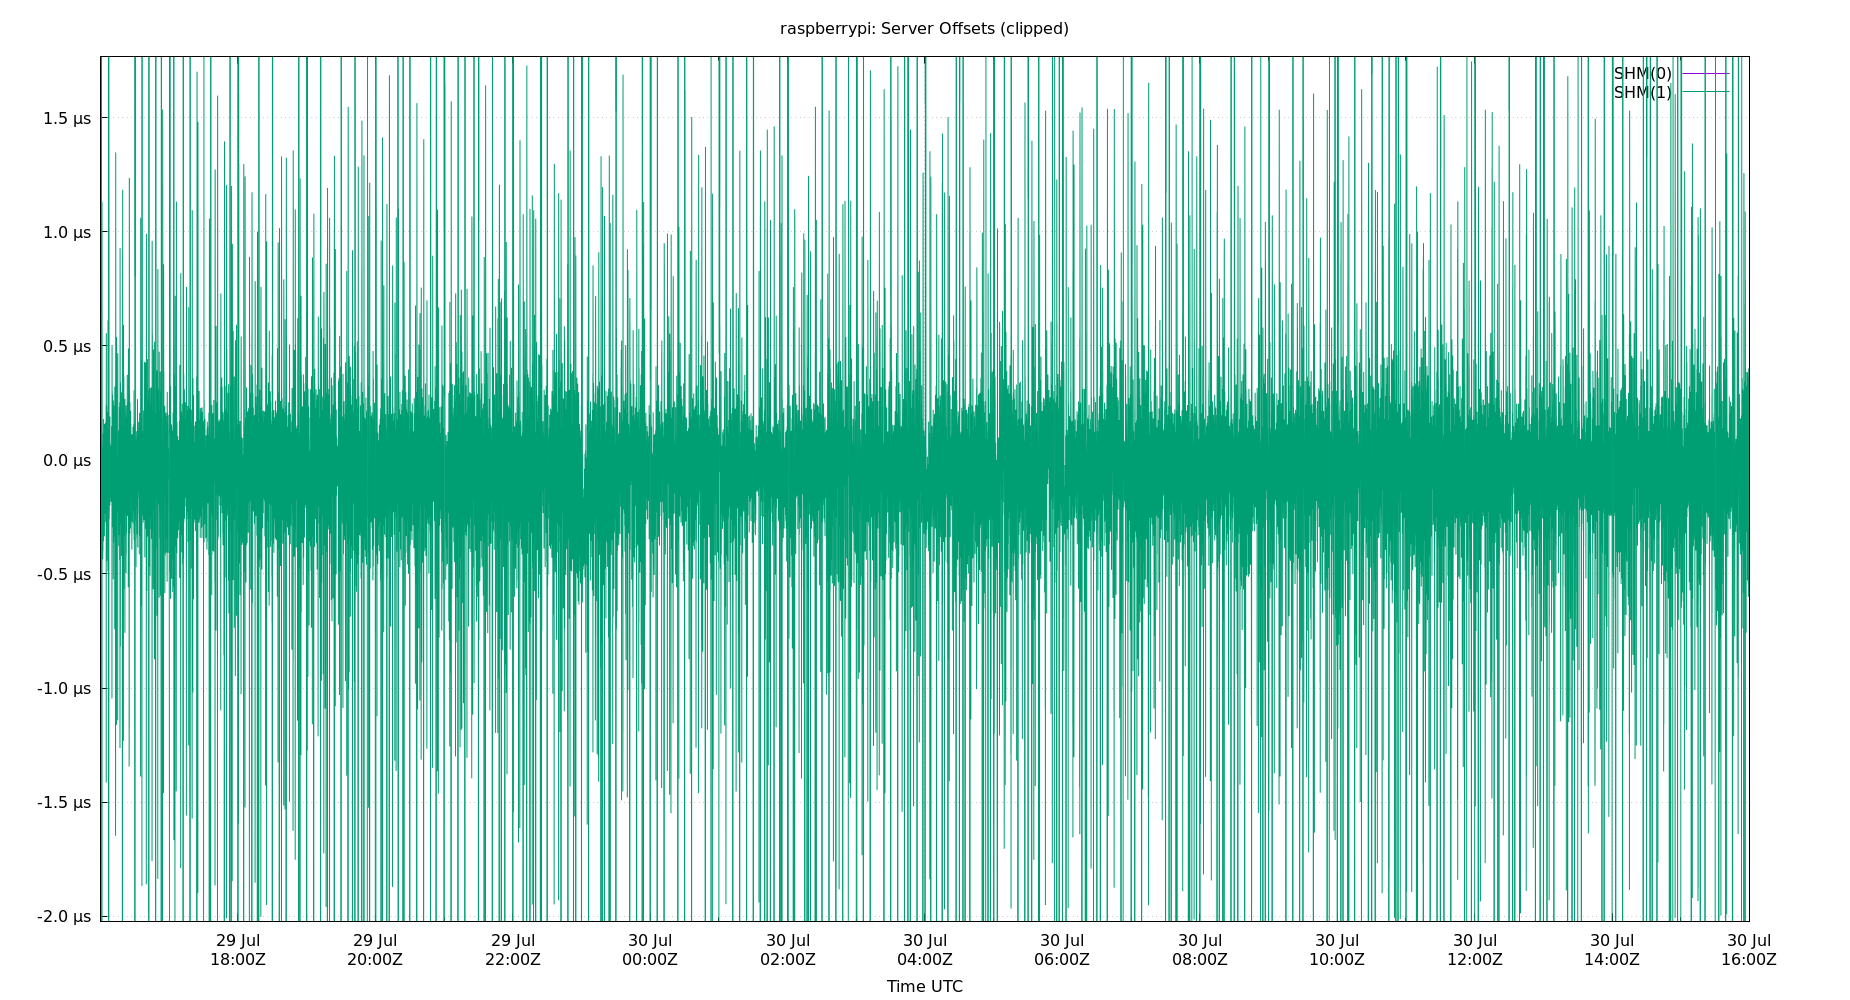 raspberrypi: Server Offsets (clipped)
SHM(0)
SHM(1)
1.5 µs
1.0 µs
0.5 µs
0.0 µs
-0.5 µs
-1.0 µs
-1.5 µs
-2.0 µs
29 Jul 29 Jul 29 Jul 30 Jul 30 Jul 30 Jul 30 Jul 30 Jul 30 Jul 30 Jul 30 Jul 30 Jul
18:00Z 20:00Z 22:00Z 00:00Z 02:00Z 04:00Z 06:00Z 08:00Z 10:00Z 12:00Z 14:00Z 16:00Z
Time UTC